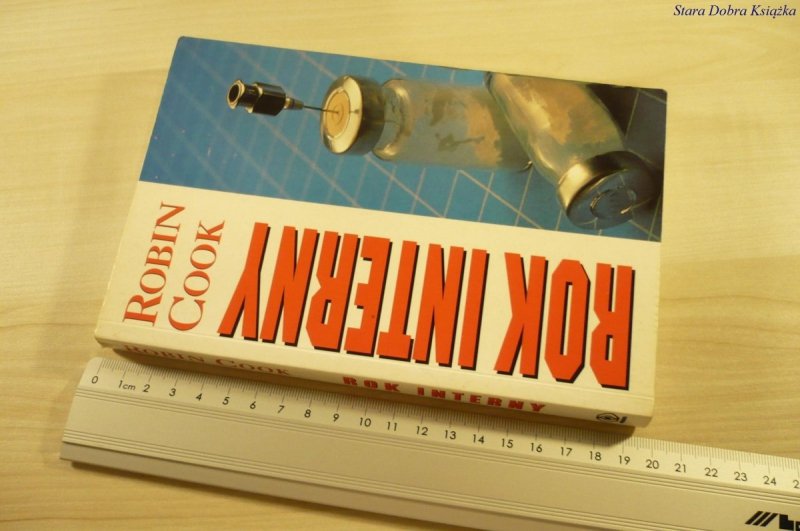 Stara Dobra Książka
ROBIN
COOK
ROK INTERNY
ROBIN COOK ROK INTERNY
0 1cm 2 3 4 5 6 7 8 9 10 11 12 13 14 15 16 17 18 19 20 21 22 23 24